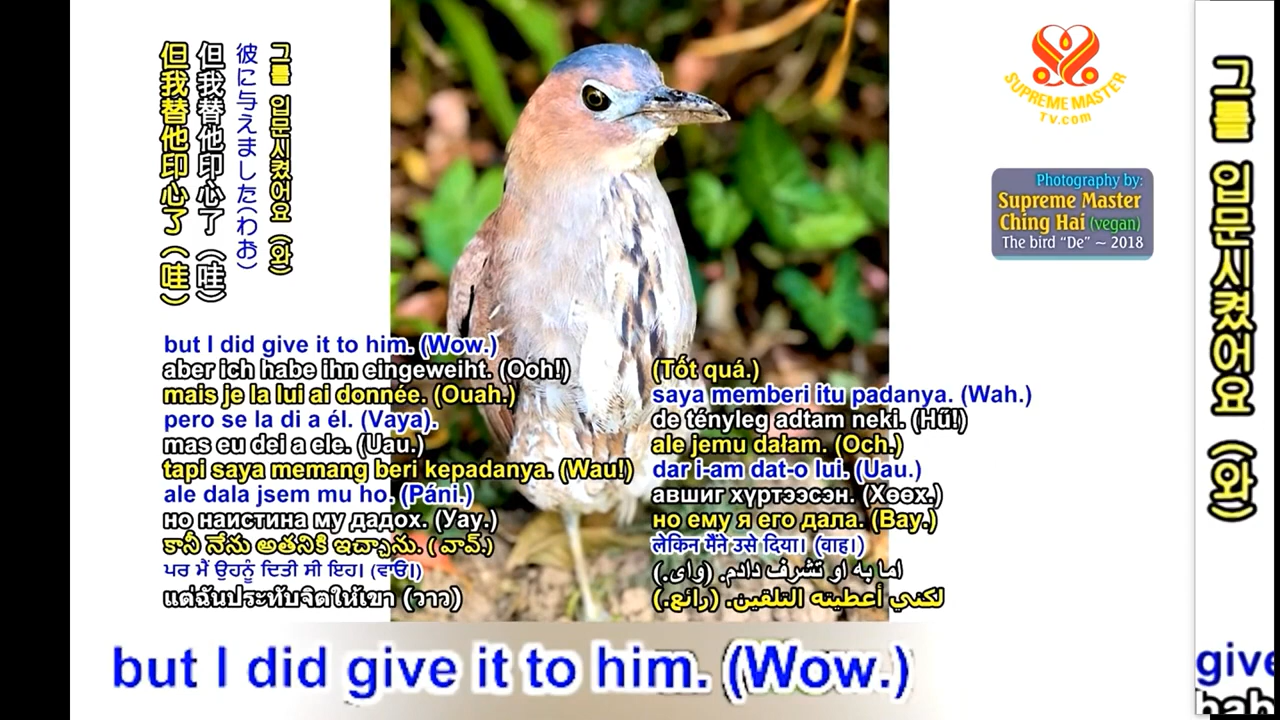 但我替他印心了（哇）
但我替他印心了（哇）
彼に与えました(わお)
그를 입문시켰어요 (와)
SUPREME MASTER
TV.com
Photography by:
Supreme Master
Ching Hai (vegan)
The bird “De” ~ 2018
but I did give it to him. (Wow.)
aber ich habe ihn eingeweiht. (Ooh!)
mais je la lui ai donnée. (Ouah.)
pero se la di a él. (Vaya).
mas eu dei a ele. (Uau.)
tapi saya memang beri kepadanya. (Wau!)
ale dala jsem mu ho. (Páni.)
но наистина му дадох. (Уау.)
కానీ నేను అతనికి ఇచ్చాను. (వావ్.)
ਪਰ ਮੈਂ ਉਹਨੂੰ ਦਿਤੀ ਸੀ ਇਹ। (ਵਾਓ।)
แต่ฉันประทับจิตให้เขา (วาว)
(Tốt quá.)
saya memberi itu padanya. (Wah.)
de tényleg adtam neki. (Hű!)
ale jemu dałam. (Och.)
dar i-am dat-o lui. (Uau.)
авшиг хүртээсэн. (Хөөх.)
но ему я его дала. (Вау.)
लेकिन मैंने उसे दिया। (वाह।)
اما به او تشرف دادم. (وای.)
لكنني أعطيته التلقين. (رائع.)
but I did give it to him. (Wow.)
그를 입문시켰어요 (와)
give
hah